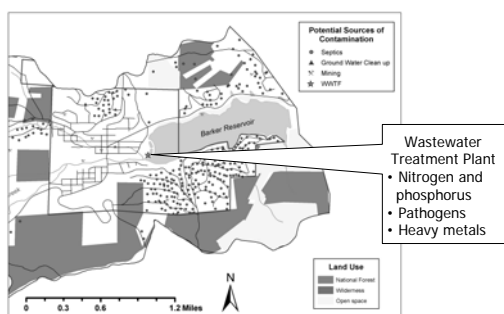 Potential Sources of
Contamination
Septics
Ground Water Clean up
Mining
WWTF
Barker Reservoir
Wastewater
Treatment Plant
• Nitrogen and
phosphorus
• Pathogens
• Heavy metals
N
Land Use
National Forest
Wilderness
Open space
0 0.3 0.6 1.2 Miles